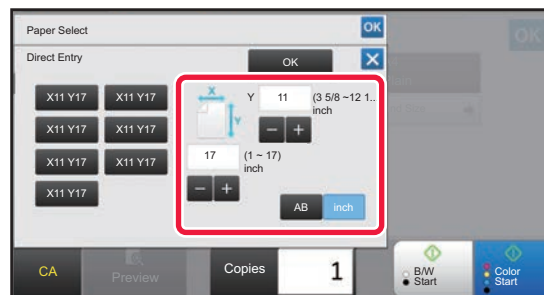 Paper Select
OK
Direct Entry
OK
X11 Y17
X11 Y17
X11 Y17
X11 Y17
X11 Y17
X11 Y17
X11 Y17
X
Y
Y
11
(3 5/8 ~12 1..
inch
17
(1 ~ 17)
inch
AB
inch
OK
CA
Preview
Copies
1
B/W
Start
Color
Start